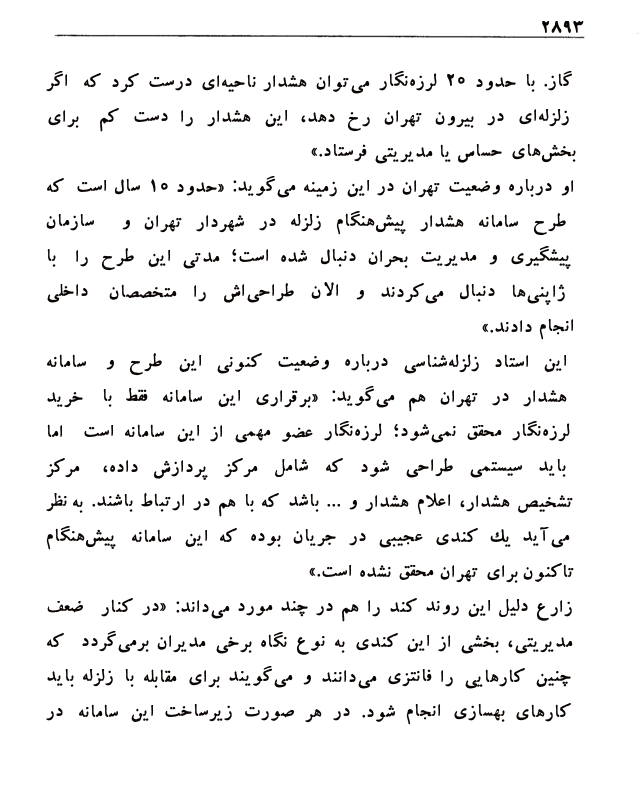 ۲۸۹۳
گاز. با حدود ۲۰ لرزه‌نگار می‌توان هشدار ناحیه‌ای درست کرد که اگر
زلزله‌ای در بیرون تهران رخ دهد، این هشدار را دست کم برای
بخش‌های حساس یا مدیریتی فرستاد.»
او درباره وضعیت تهران در این زمینه می‌گوید: «حدود ۱۰ سال است که
طرح سامانه هشدار پیش‌هنگام زلزله در شهردار تهران و سازمان
پیشگیری و مدیریت بحران دنبال شده است؛ مدتی این طرح را با
ژاپنی‌ها دنبال می‌کردند و الان طراحی‌اش را متخصصان داخلی
انجام دادند.»
این استاد زلزله‌شناسی درباره وضعیت کنونی این طرح و سامانه
هشدار در تهران هم می‌گوید: «برقراری این سامانه فقط با خرید
لرزه‌نگار محقق نمی‌شود؛ لرزه‌نگار عضو مهمی از این سامانه است اما
باید سیستمی طراحی شود که شامل مرکز پردازش داده، مرکز
تشخیص هشدار، اعلام هشدار و ... باشد که با هم در ارتباط باشند. به نظر
می‌آید یك کندی عجیبی در جریان بوده که این سامانه پیش‌هنگام
تاکنون برای تهران محقق نشده است.»
زارع دلیل این روند کند را هم در چند مورد می‌داند: «در کنار ضعف
مدیریتی، بخشی از این کندی به نوع نگاه برخی مدیران برمی‌گردد که
چنین کارهایی را فانتزی می‌دانند و می‌گویند برای مقابله با زلزله باید
کارهای بهسازی انجام شود. در هر صورت زیرساخت این سامانه در